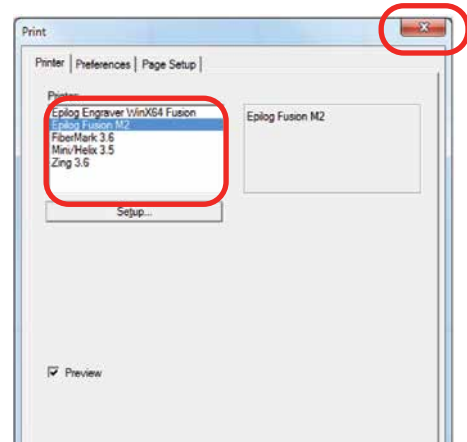 Print
Printer Preferences Page Setup
Printer
Epilog Engraver WinX64 Fusion
Epilog Fusion M2
FiberMark 3.6
Mini/Helix 3.5
Zing 3.6
Epilog Fusion M2
Setup...
Preview